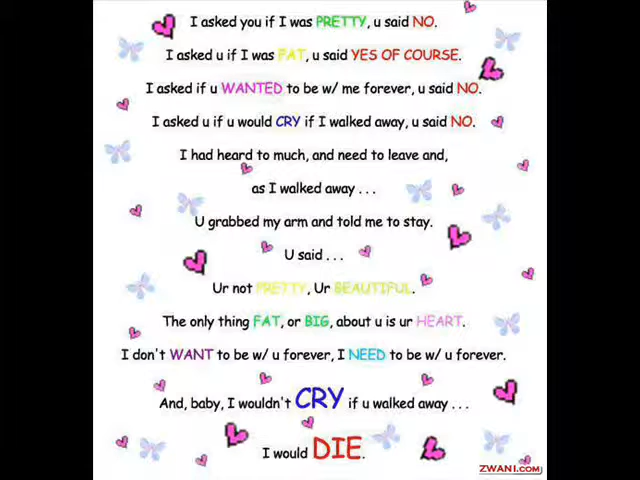 I asked you if I was PRETTY, u said NO.
I asked u if I was FAT, u said YES OF COURSE.
I asked if u WANTED to be w/ me forever, u said NO.
I asked u if u would CRY if I walked away, u said NO.
I had heard to much, and need to leave and,
as I walked away . . .
U grabbed my arm and told me to stay.
U said . . .
Ur not PRETTY, Ur BEAUTIFUL.
The only thing FAT, or BIG, about u is ur HEART.
I don't WANT to be w/ u forever, I NEED to be w/ u forever.
And, baby, I wouldn't CRY if u walked away . . .
I would DIE.
ZWANI.COM